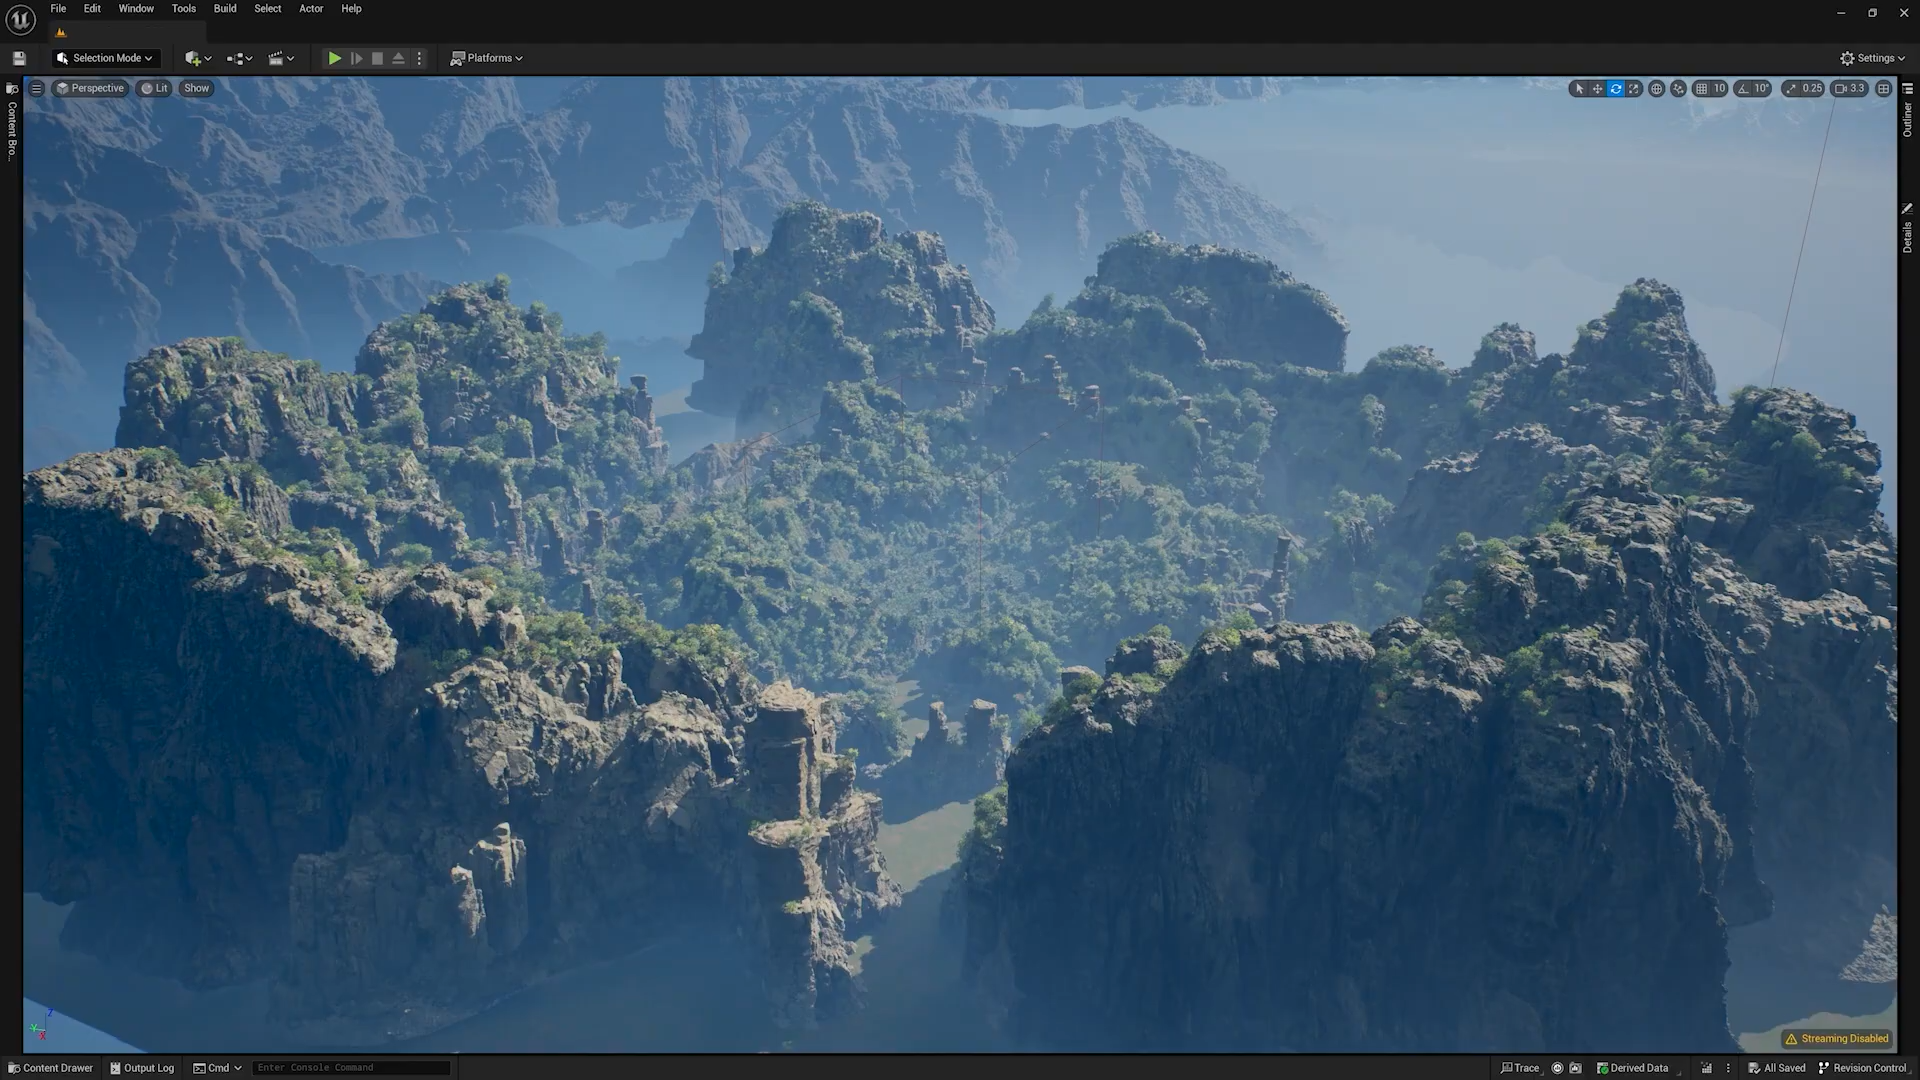 File Edit Window Tools Build Select Actor Help
Selection Mode
Platforms
Settings
Perspective Lit Show
10 10° 0.25 3.3
Content Bro...
Outliner
Details
Z
Y
X
Streaming Disabled
Content Drawer Output Log Cmd Enter Console Command
Trace Derived Data All Saved Revision Control